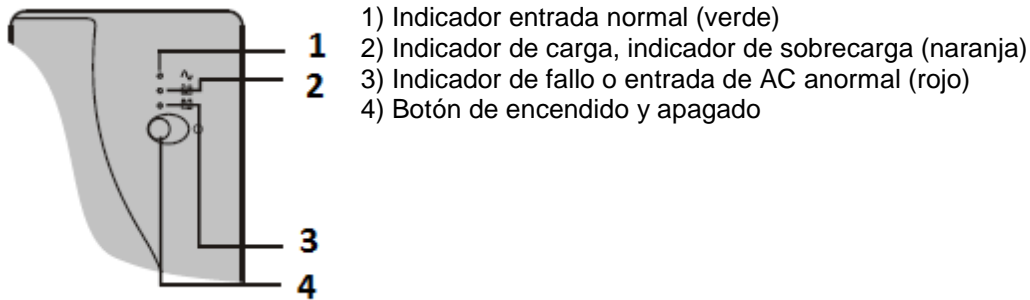 1) Indicador entrada normal (verde)
2) Indicador de carga, indicador de sobrecarga (naranja)
3) Indicador de fallo o entrada de AC anormal (rojo)
4) Botón de encendido y apagado
1
2
3
4